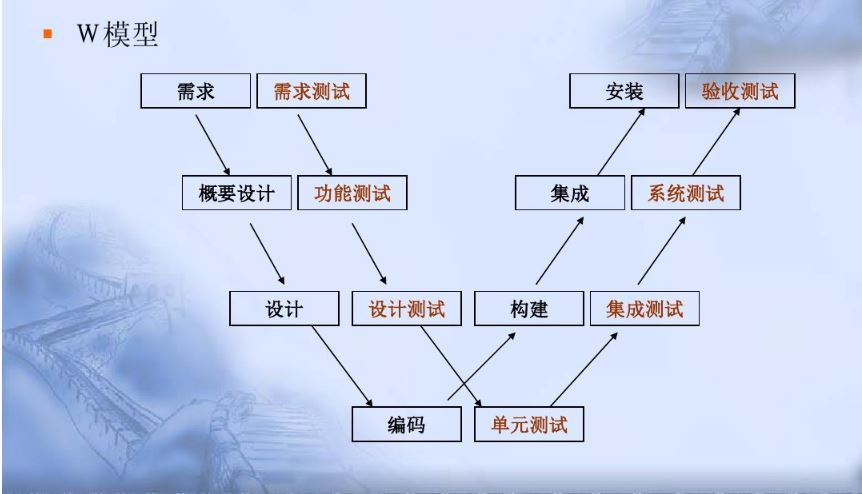 W模型
需求 需求测试 安装 验收测试
概要设计 功能测试 集成 系统测试
设计 设计测试 构建 集成测试
编码 单元测试